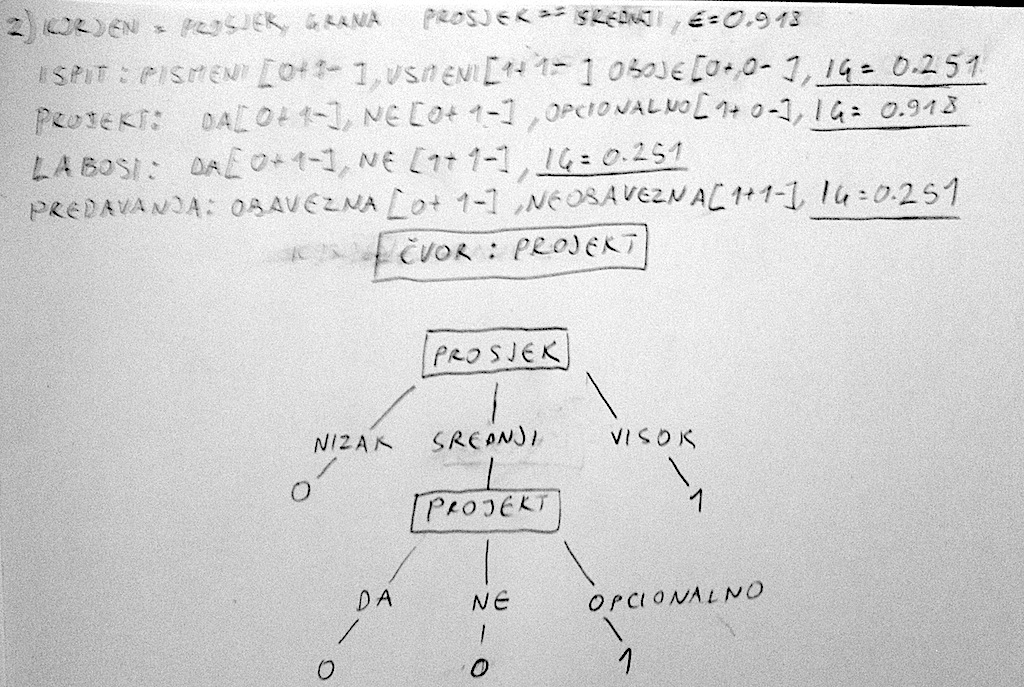 2) KORJEN = PROSJEK, GRANA PROSJEK == SREDNJI, E=0.918
ISPIT : PISMENI [0+1- ], USMENI[1+1- ] OBOJE[0+,0- ], IG = 0.251
PROJEKT: DA[0+1-], NE[0+ 1-], OPCIONALNO[1+0-], IG= 0.918
LABOSI: DA[0+1-], NE [1+1-], IG=0.251
PREDAVANJA: OBAVEZNA [0+ 1-], NEOBAVEZNA[1+1-], IG=0.251
ČVOR : PROJEKT
PROSJEK
NIZAK SREDNJI VISOK
0 1
PROJEKT
DA NE OPCIONALNO
0 0 1